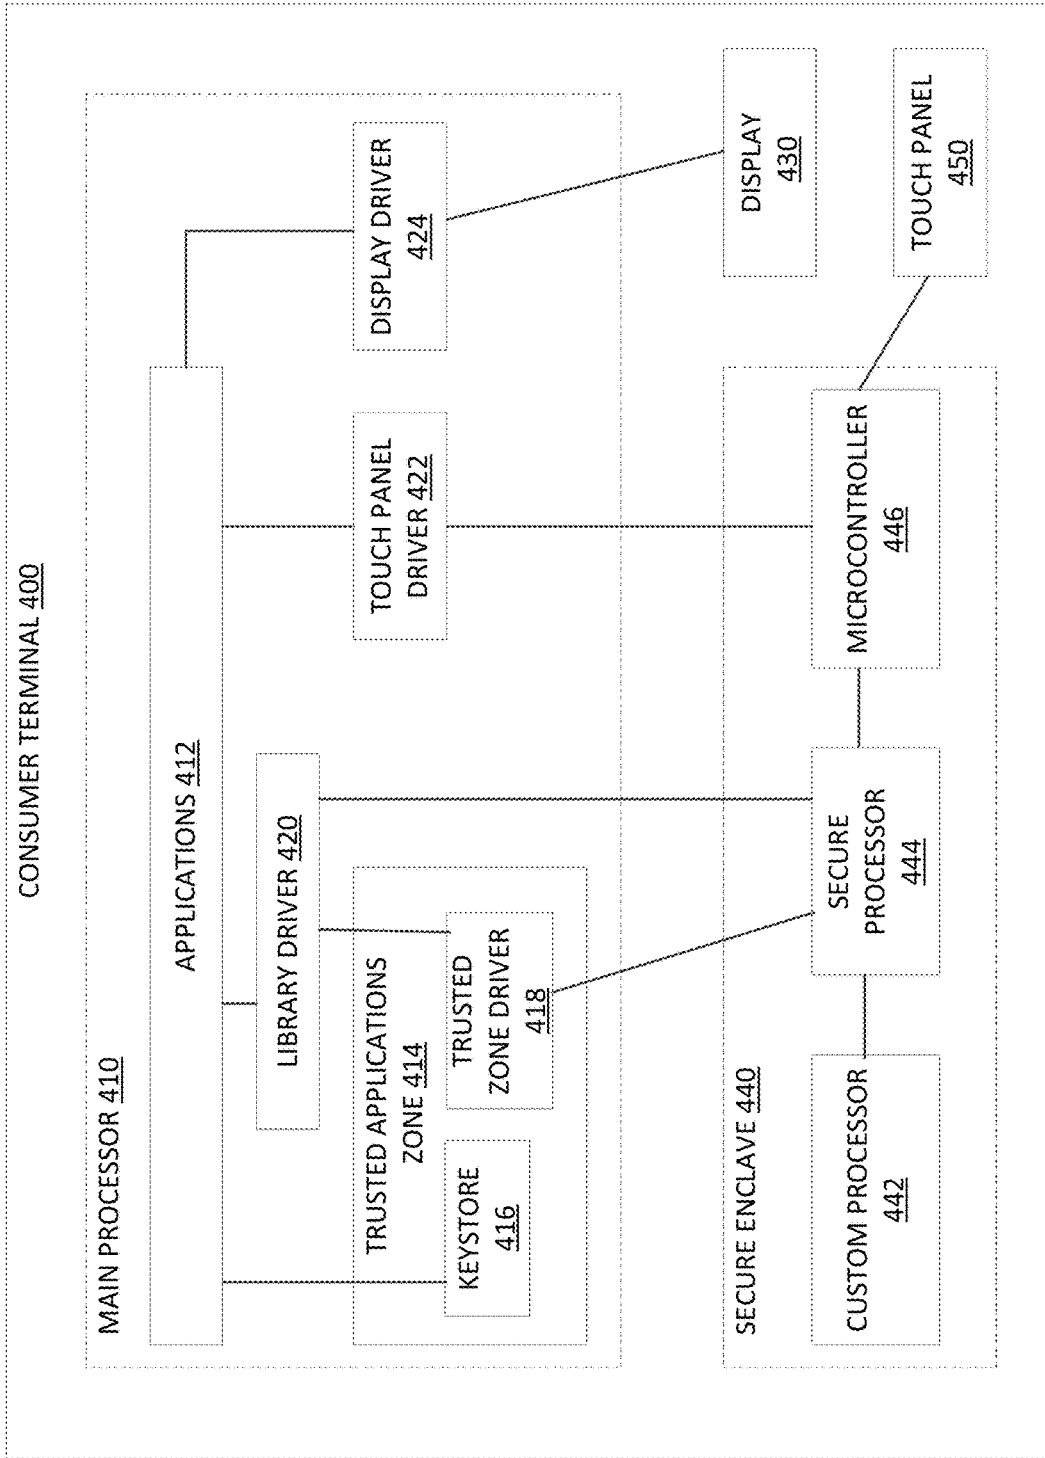 CONSUMER TERMINAL 400
MAIN PROCESSOR 410
APPLICATIONS 412
LIBRARY DRIVER 420
TRUSTED APPLICATIONS
ZONE 414
KEYSTORE
416
TRUSTED
ZONE DRIVER
418
TOUCH PANEL
DRIVER 422
DISPLAY DRIVER
424
SECURE ENCLAVE 440
CUSTOM PROCESSOR
442
SECURE
PROCESSOR
444
MICROCONTROLLER
446
DISPLAY
430
TOUCH PANEL
450